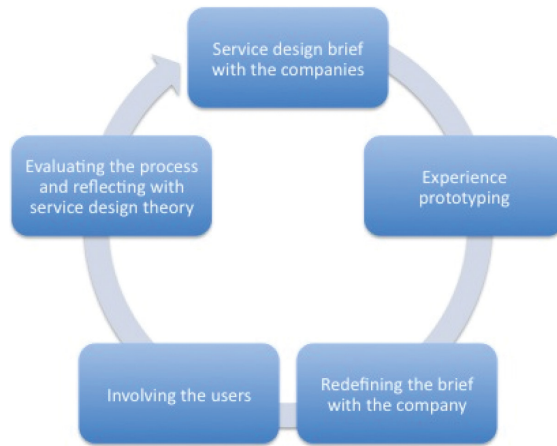 Service design brief
with the companies
Experience
prototyping
Redefining the brief
with the company
Involving the users
Evaluating the process
and reflecting with
service design theory